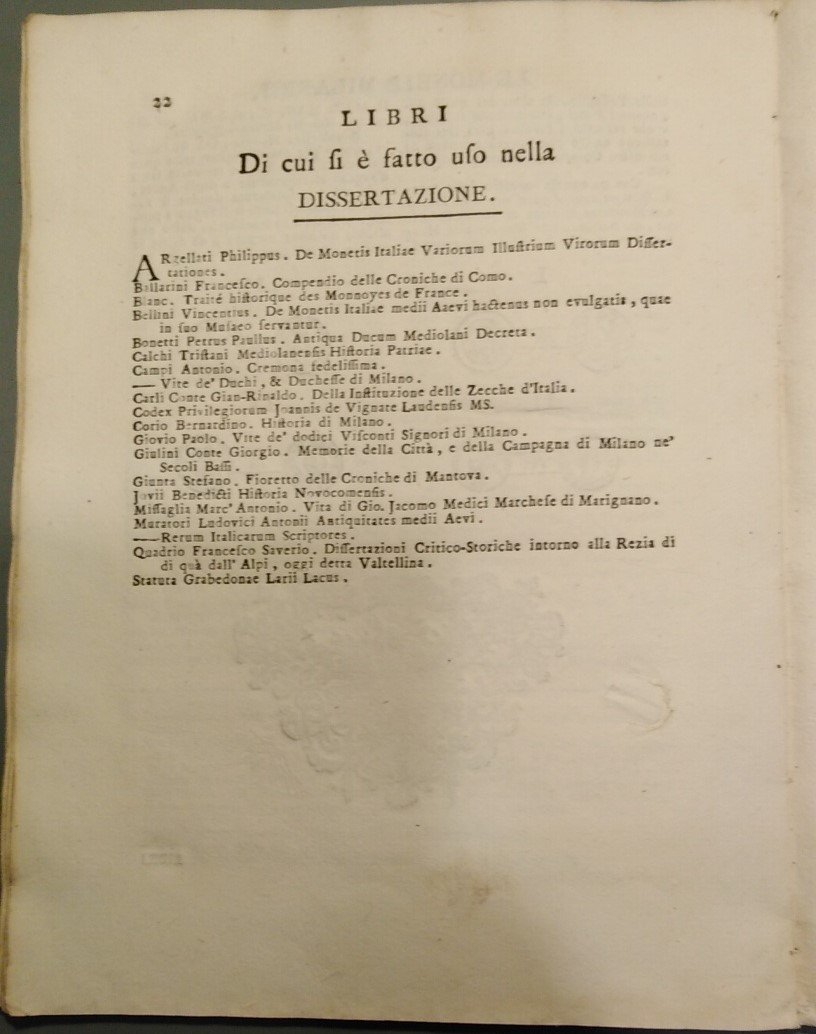 22
LIBRI
Di cui ſi è fatto uſo nella
DISSERTAZIONE.
ARzellati Philippus. De Monetis Italiae Variorum Illuſtrium Virorum Diſſer-
tationes.
Ballarini Franceſco. Compendio delle Croniche di Como.
Blanc. Traité hiſtorique des Monnoyes de France.
Bellini Vincentius. De Monetis Italiae medii Aaevi hactenus non evulgatis, quae
in ſuo Muſaeo ſervantur.
Bonetti Petrus Paullus. Antiqua Ducum Mediolani Decreta.
Calchi Triſtani Mediolanenſis Hiſtoria Patriae.
Campi Antonio. Cremona fedeliſſima.
—— Vite de' Duchi, & Ducheſſe di Milano.
Carli Conte Gian-Rinaldo. Della Inſtituzione delle Zecche d'Italia.
Codex Privilegiorum Joannis de Vignate Laudenſis MS.
Corio Bernardino. Hiſtoria di Milano.
Giovio Paolo. Vite de' dodici Viſconti Signori di Milano.
Giulini Conte Giorgio. Memorie della Città, e della Campagna di Milano ne'
Secoli Baſſi.
Giunta Stefano. Fioretto delle Croniche di Mantova.
Jovii Benedicti Hiſtoria Novocomenſis.
Miſſaglia Marc' Antonio. Vita di Gio. Jacomo Medici Marcheſe di Marignano.
Muratori Ludovici Antonii Antiquitates medii Aevi.
——Rerum Italicarum Scriptores.
Quadrio Franceſco Saverio. Diſſertazioni Critico-Storiche intorno alla Rezia di
di quà dall' Alpi, oggi detta Valtellina.
Statuta Grabedonae Larii Lacus.